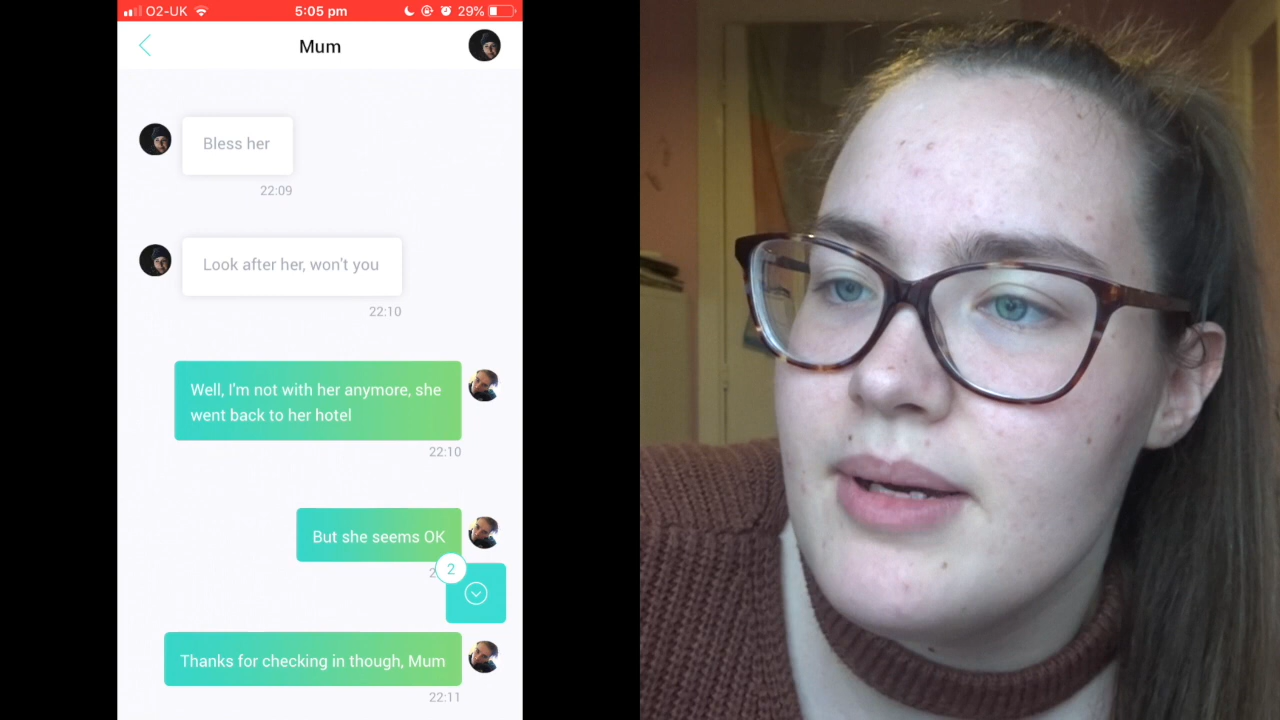 O2-UK 5:05 pm 29%
Mum
Bless her
22:09
Look after her, won't you
22:10
Well, I'm not with her anymore, she
went back to her hotel
22:10
But she seems OK
2
2
Thanks for checking in though, Mum
22:11